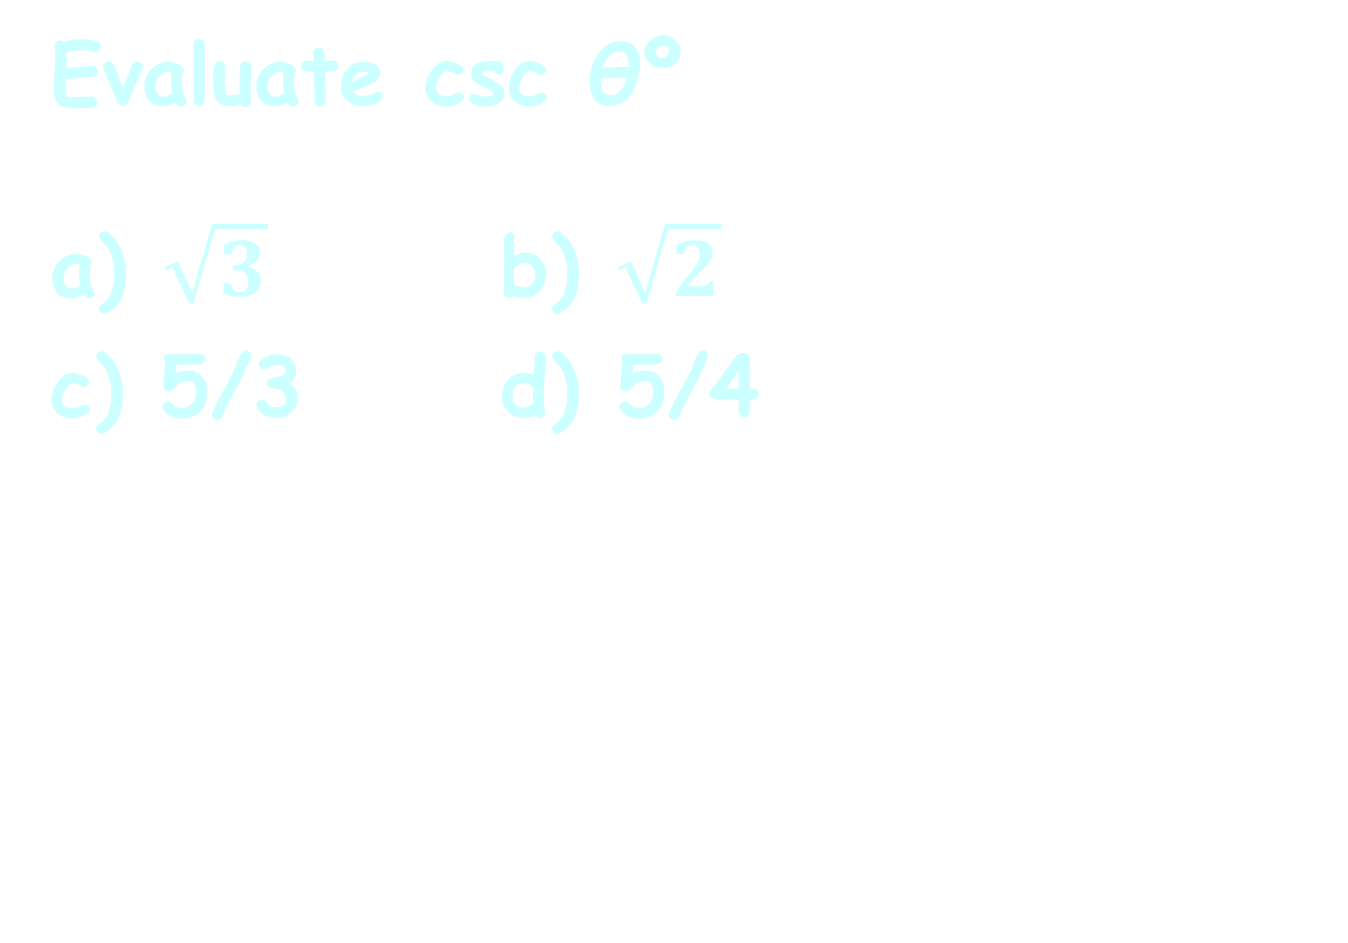 Evaluate csc θ°
a) √3 b) √2
c) 5/3 d) 5/4